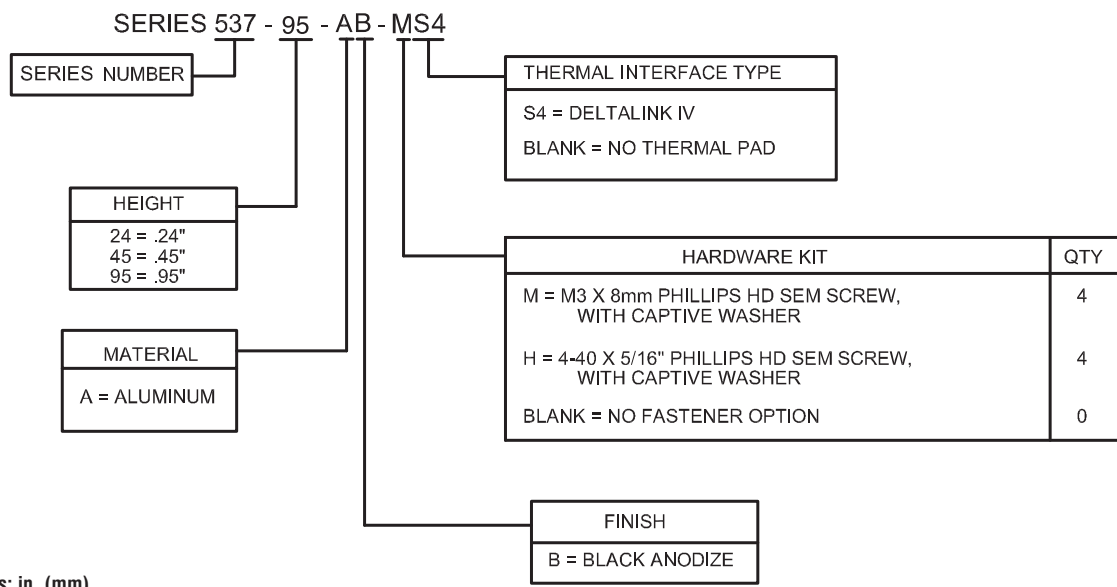 SERIES 537 - 95 - AB - MS4
SERIES NUMBER
THERMAL INTERFACE TYPE
S4 = DELTALINK IV
BLANK = NO THERMAL PAD
HEIGHT
24 = .24"
45 = .45"
95 = .95"
HARDWARE KIT QTY
M = M3 X 8mm PHILLIPS HD SEM SCREW, 4
WITH CAPTIVE WASHER
H = 4-40 X 5/16" PHILLIPS HD SEM SCREW, 4
WITH CAPTIVE WASHER
BLANK = NO FASTENER OPTION 0
MATERIAL
A = ALUMINUM
FINISH
B = BLACK ANODIZE
in. (mm)